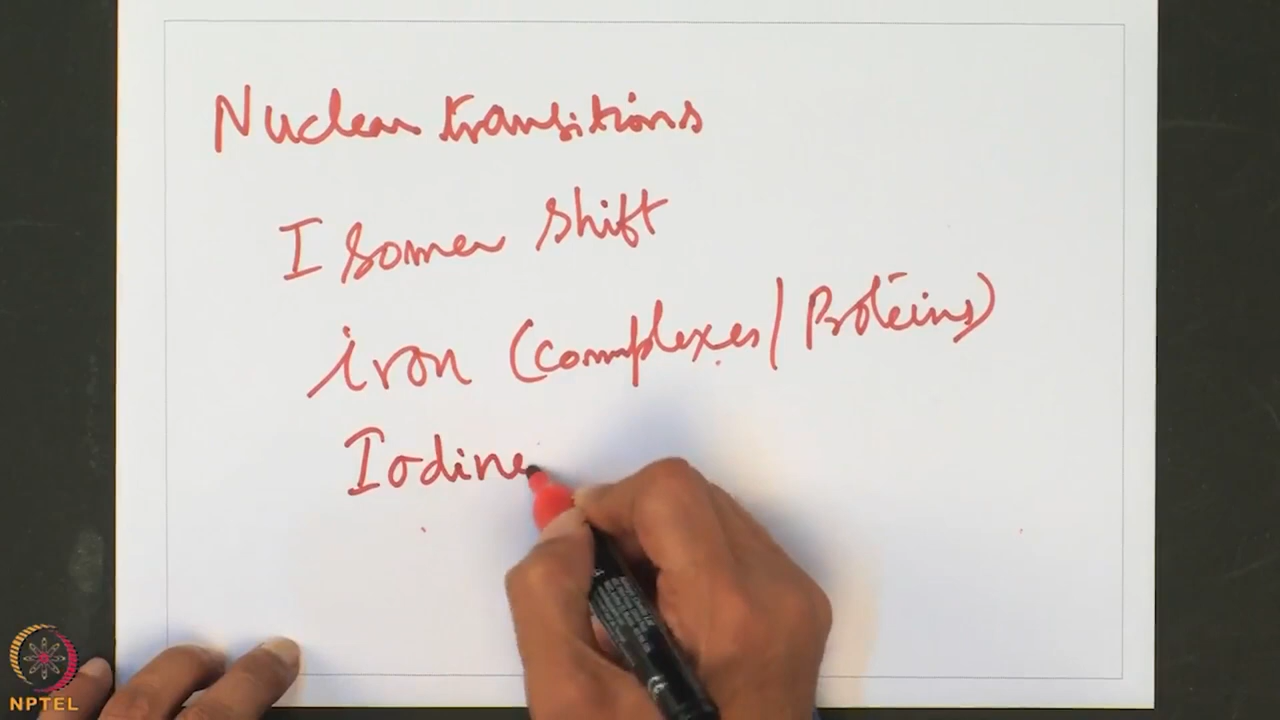 Nuclear transitions
Isomer shift
iron (complexes/Proteins)
Iodine
NPTEL